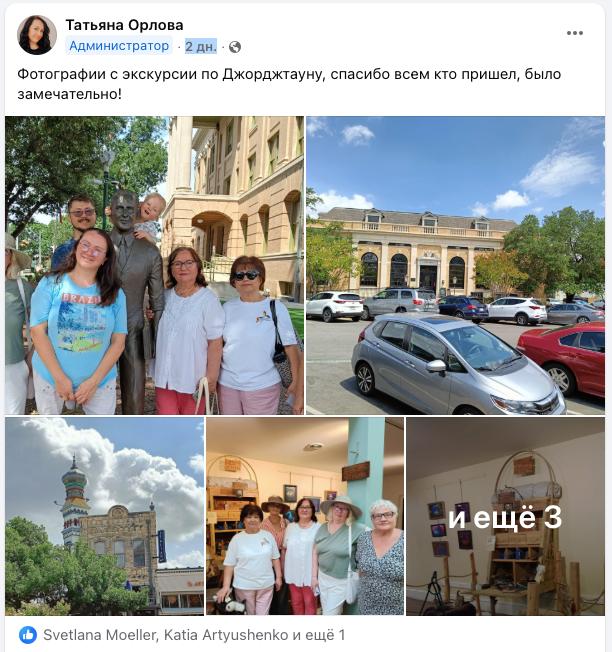 Татьяна Орлова
Администратор · 2 дн. ·
Фотографии с экскурсии по Джорджтауну, спасибо всем кто пришел, было
замечательно!
BRAZIL
и ещё 3
Svetlana Moeller, Katia Artyushenko и ещё 1